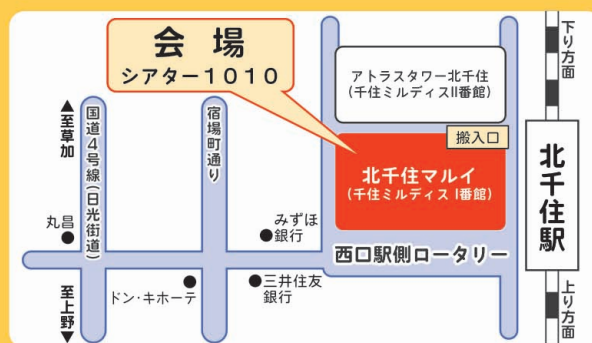 会場
シアター1010
アトラスタワー北千住
(千住ミルディスII番館)
搬入口
北千住マルイ
(千住ミルディス I番館)
下り方面
北千住駅
上り方面
▲至草加
国道4号線(日光街道)
宿場町通り
丸昌
みずほ
銀行
西口駅側ロータリー
至上野▼
ドン・キホーテ
三井住友
銀行